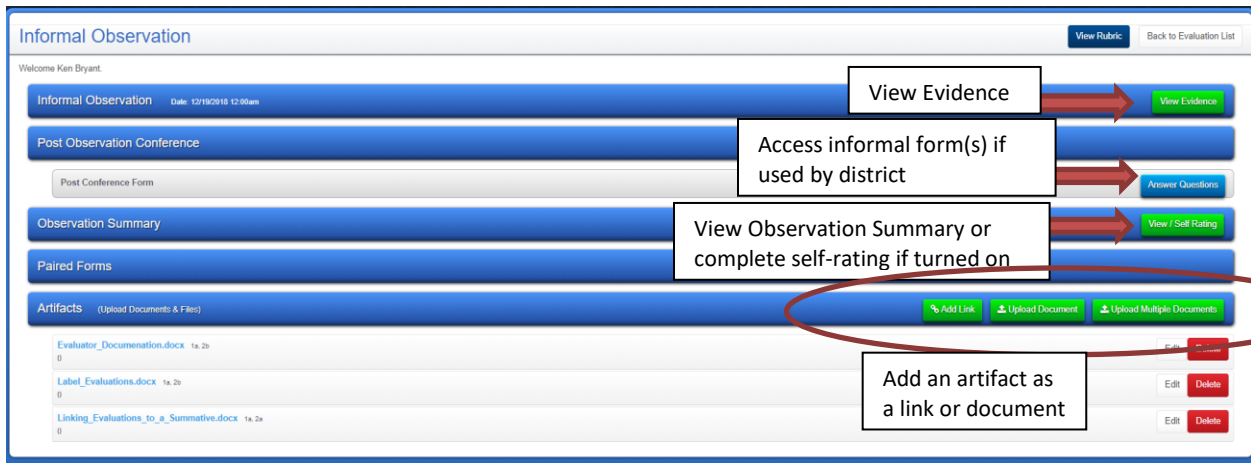 Informal Observation
View Rubric
Back to Evaluation List
Welcome Ken Bryant.
Informal Observation Date: 12/19/2018 12:00am
View Evidence
View Evidence
Post Observation Conference
Access informal form(s) if
used by district
Post Conference Form
Answer Questions
Observation Summary
View Observation Summary or
complete self-rating if turned on
View / Self Rating
Paired Forms
Artifacts (Upload Documents & Files)
Add Link
Upload Document
Upload Multiple Documents
Evaluator_Documenation.docx 1a, 2b
()
Edit Delete
Label_Evaluations.docx 1a, 2b
()
Edit Delete
Add an artifact as
a link or document
Linking_Evaluations_to_a_Summative.docx 1a, 2a
()
Edit Delete